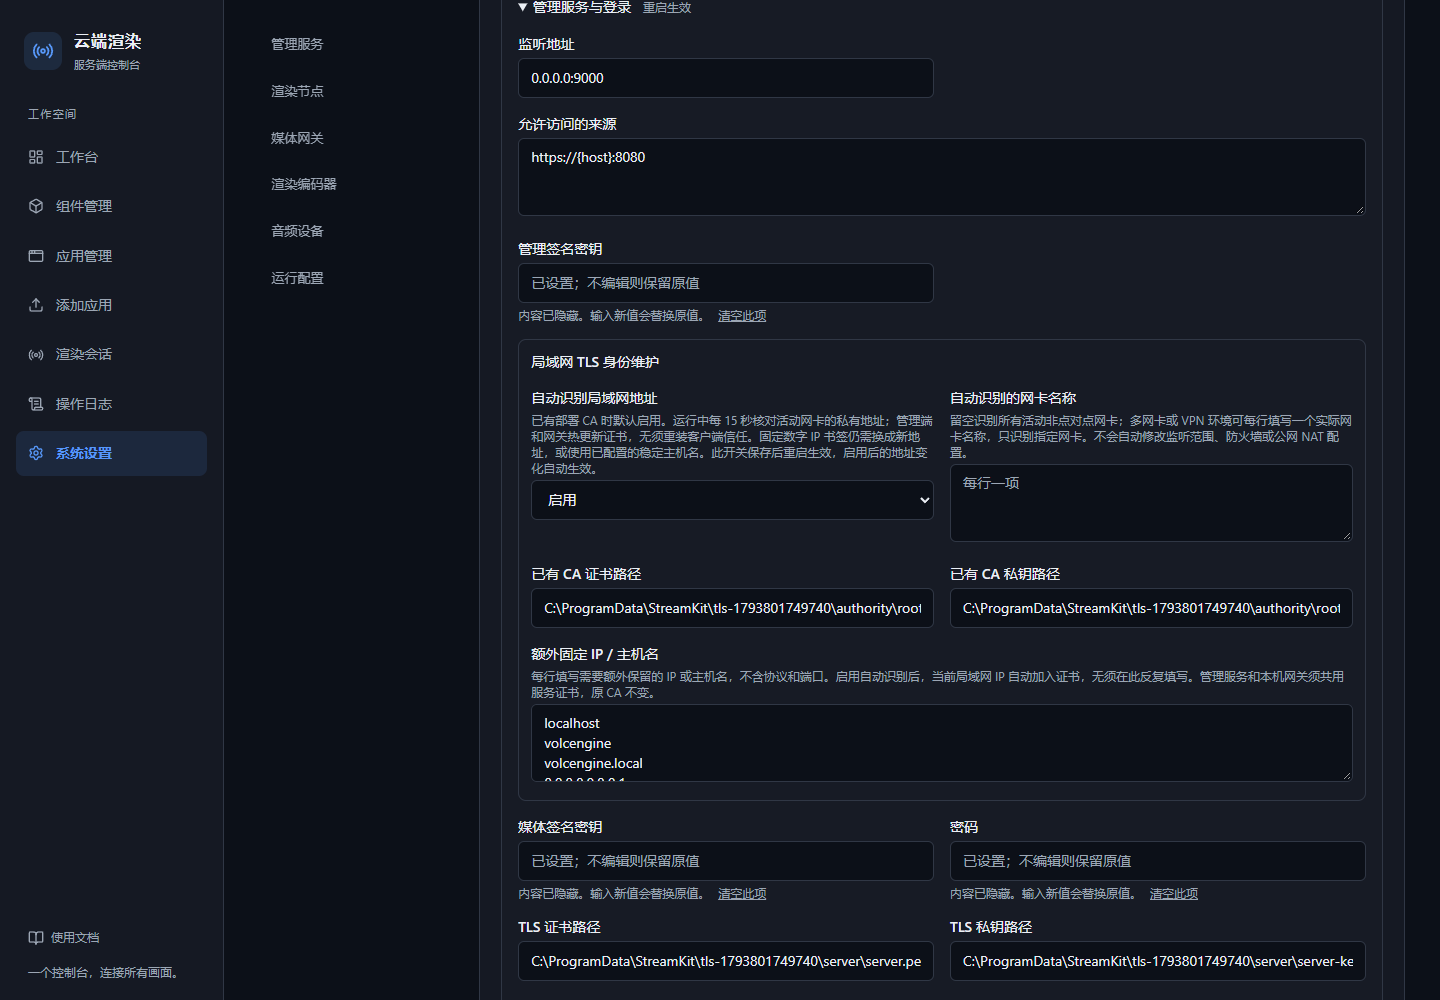 云端渲染
服务端控制台
工作空间
工作台
组件管理
应用管理
添加应用
渲染会话
操作日志
系统设置
使用文档
一个控制台，连接所有画面。
管理服务
渲染节点
媒体网关
渲染编码器
音频设备
运行配置
▼ 管理服务与登录 重启生效
监听地址
0.0.0.0:9000
允许访问的来源
https://{host}:8080
管理签名密钥
已设置；不编辑则保留原值
内容已隐藏。输入新值会替换原值。 清空此项
局域网 TLS 身份维护
自动识别局域网地址
已有部署 CA 时默认启用。运行中每 15 秒核对活动网卡的私有地址；管理端
和网关热更新证书，无须重装客户端信任。固定数字 IP 书签仍需换成新地
址，或使用已配置的稳定主机名。此开关保存后重启生效，启用后的地址变
化自动生效。
启用
自动识别的网卡名称
留空识别所有活动非点对点网卡；多网卡或 VPN 环境可每行填写一个实际网
卡名称，只识别指定网卡。不会自动修改监听范围、防火墙或公网 NAT 配
置。
每行一项
已有 CA 证书路径
C:\ProgramData\StreamKit\tls-1793801749740\authority\root
已有 CA 私钥路径
C:\ProgramData\StreamKit\tls-1793801749740\authority\root
额外固定 IP / 主机名
每行填写需要额外保留的 IP 或主机名，不含协议和端口。启用自动识别后，当前局域网 IP 自动加入证书，无须在此反复填写。管理服务和本机网关须共用
服务证书，原 CA 不变。
localhost
volcengine
volcengine.local
媒体签名密钥
已设置；不编辑则保留原值
内容已隐藏。输入新值会替换原值。 清空此项
密码
已设置；不编辑则保留原值
内容已隐藏。输入新值会替换原值。 清空此项
TLS 证书路径
C:\ProgramData\StreamKit\tls-1793801749740\server\server.pe
TLS 私钥路径
C:\ProgramData\StreamKit\tls-1793801749740\server\server-ke